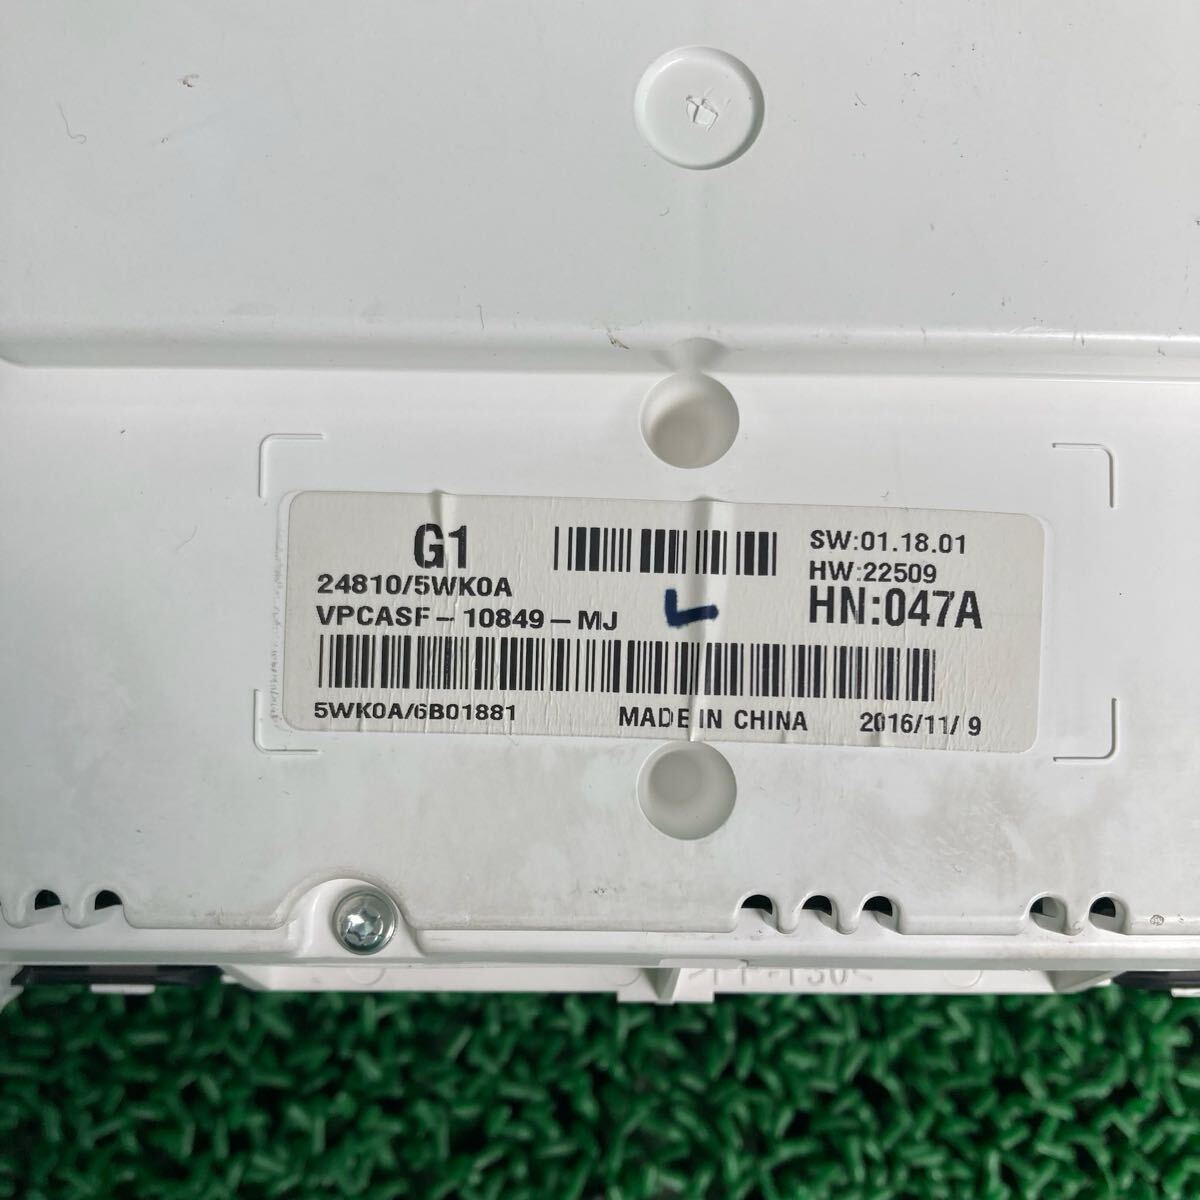 G1
SW:01.18.01
24810/5WK0A
HW:22509
VPCASF-10849-MJ
HN:047A
5WK0A/6B01881
MADE IN CHINA
2016/11/ 9